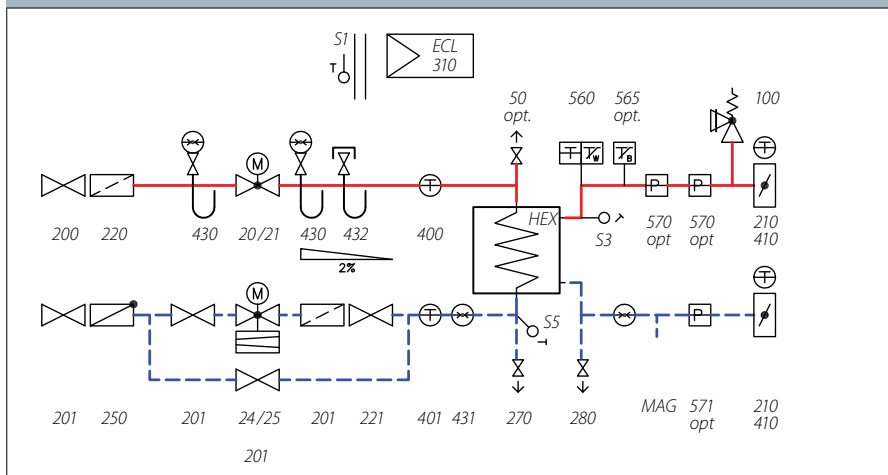 S1
T
ECL
310
50
opt.
560
565
opt.
100
T
T/W
T/B
M
T
T
HEX
P
P
S3
200
220
430
20/21
430
432
400
570
opt
570
opt
210
410
2%
M
T
S5
T
P
T
201
250
201
24/25
201
221
401
431
270
280
MAG
571
opt
210
410
201